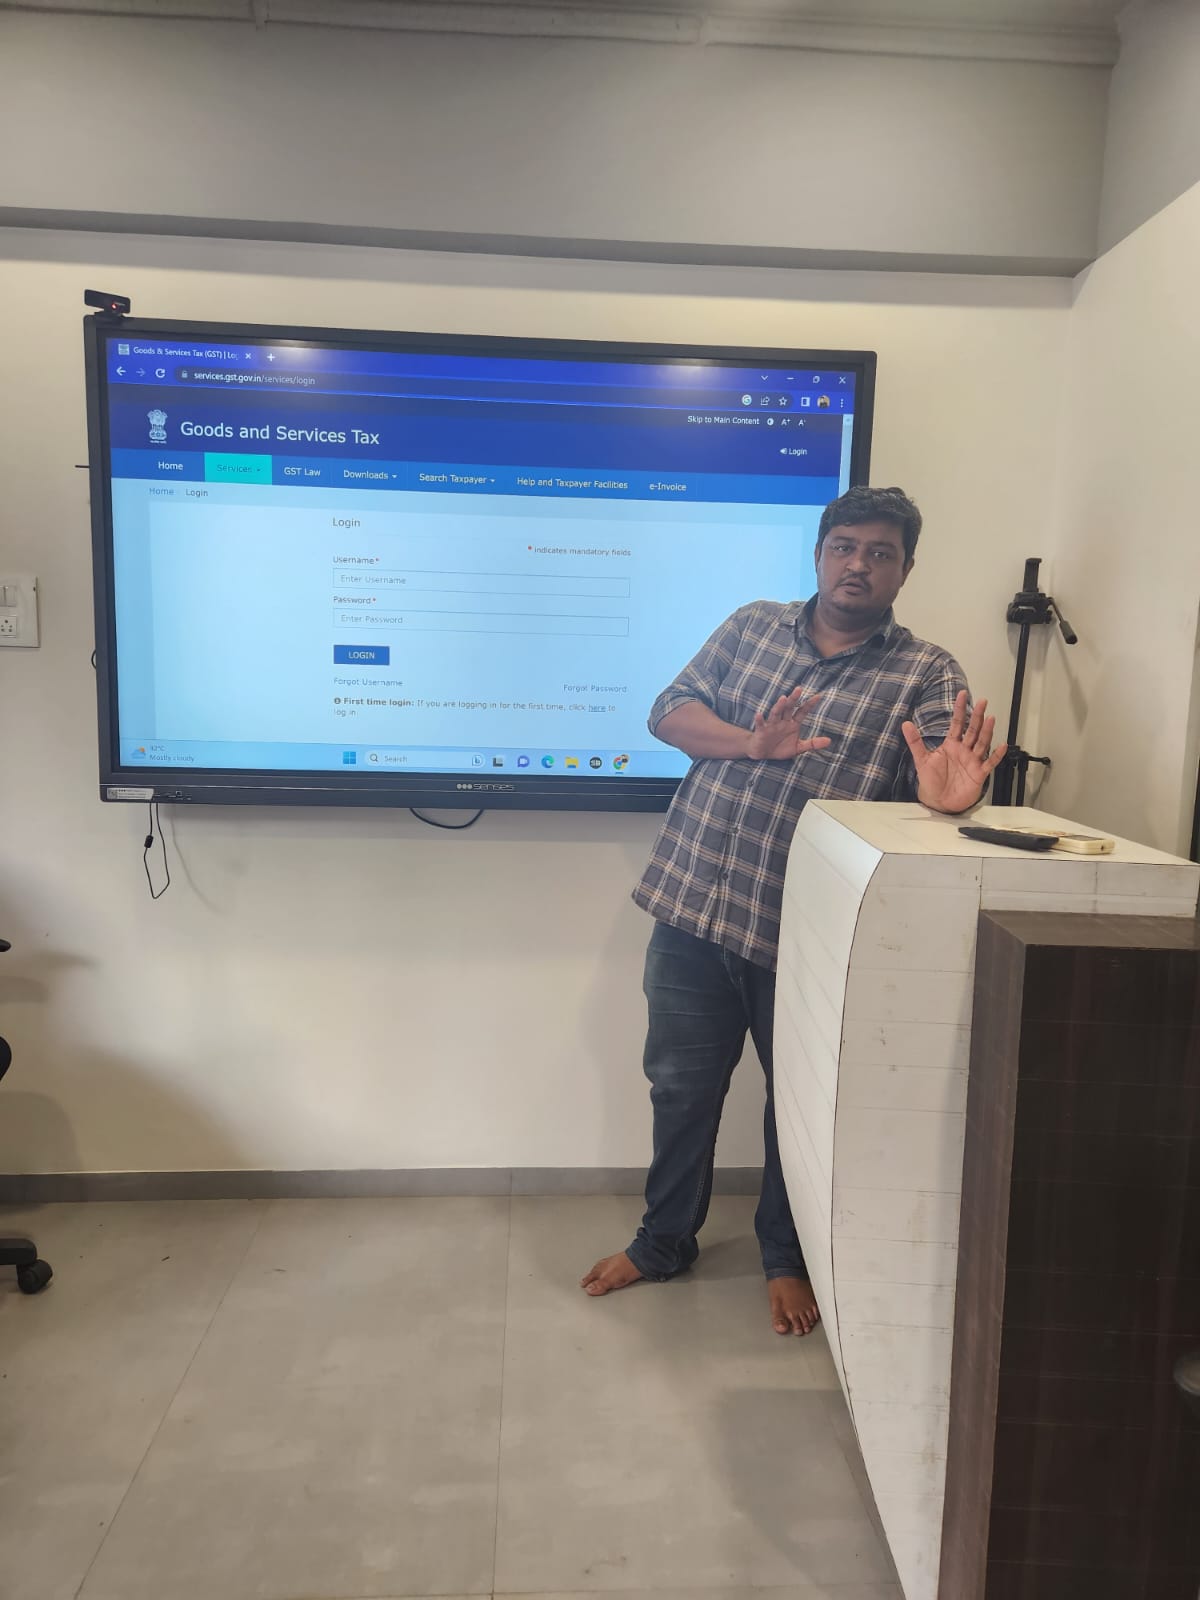 Goods & Services Tax (GST) | Lo
services.gst.gov.in/services/login
Skip to Main Content A+ A-
Goods and Services Tax
Login
Home Services GST Law Downloads Search Taxpayer Help and Taxpayer Facilities e-Invoice
Home Login
Login
* indicates mandatory fields
Username*
Enter Username
Password*
Enter Password
LOGIN
Forgot Username Forgot Password
First time login: If you are logging in for the first time, click here to
log in
32°C
Mostly cloudy
Search
senses